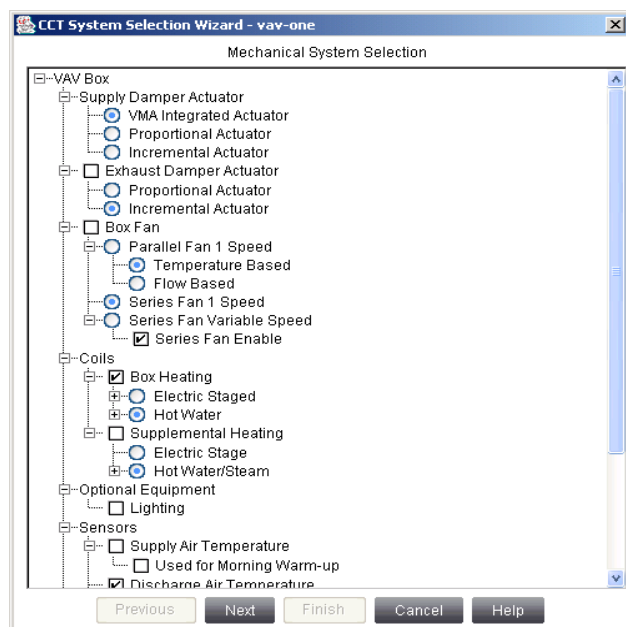 CCT System Selection Wizard - vav-one
Mechanical System Selection
VAV Box
Supply Damper Actuator
VMA Integrated Actuator
Proportional Actuator
Incremental Actuator
Exhaust Damper Actuator
Proportional Actuator
Incremental Actuator
Box Fan
Parallel Fan 1 Speed
Temperature Based
Flow Based
Series Fan 1 Speed
Series Fan Variable Speed
Series Fan Enable
Coils
Box Heating
Electric Staged
Hot Water
Supplemental Heating
Electric Stage
Hot Water/Steam
Optional Equipment
Lighting
Sensors
Supply Air Temperature
Used for Morning Warm-up
Discharge Air Temperature
Previous Next Finish Cancel Help